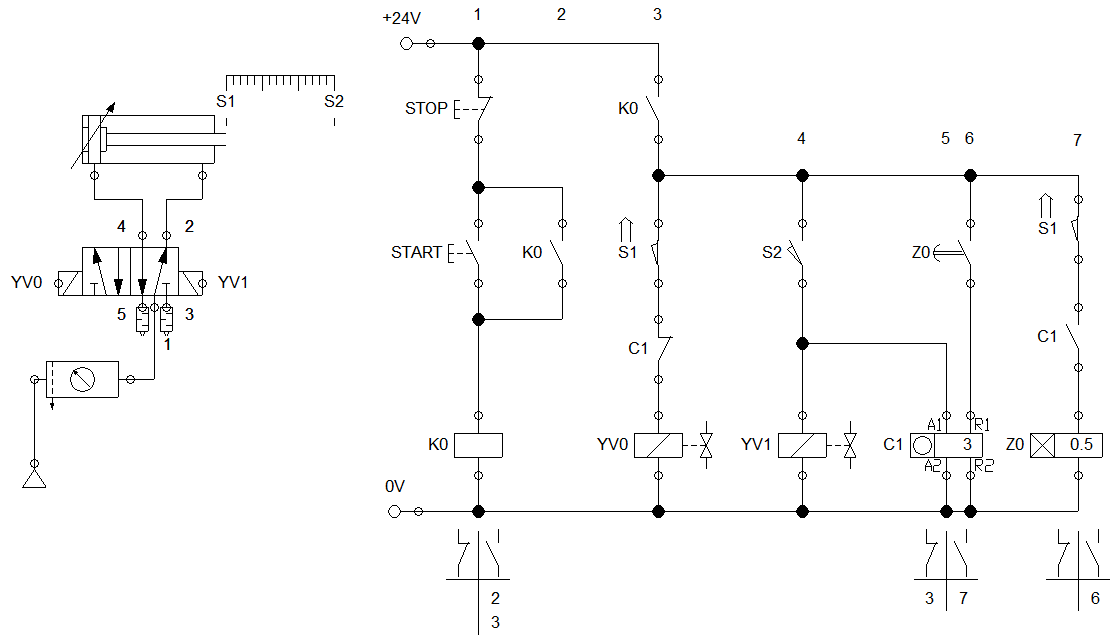 +24V 1 2 3
S1 S2
STOP K0
4 5 6 7
4 2
START K0 S1 S2 Z0 S1
YV0 YV1
5 3
1
C1 C1
A1 R1
K0 YV0 YV1 C1 3 Z0 0.5
A2 R2
0V
2 3 7 6
3